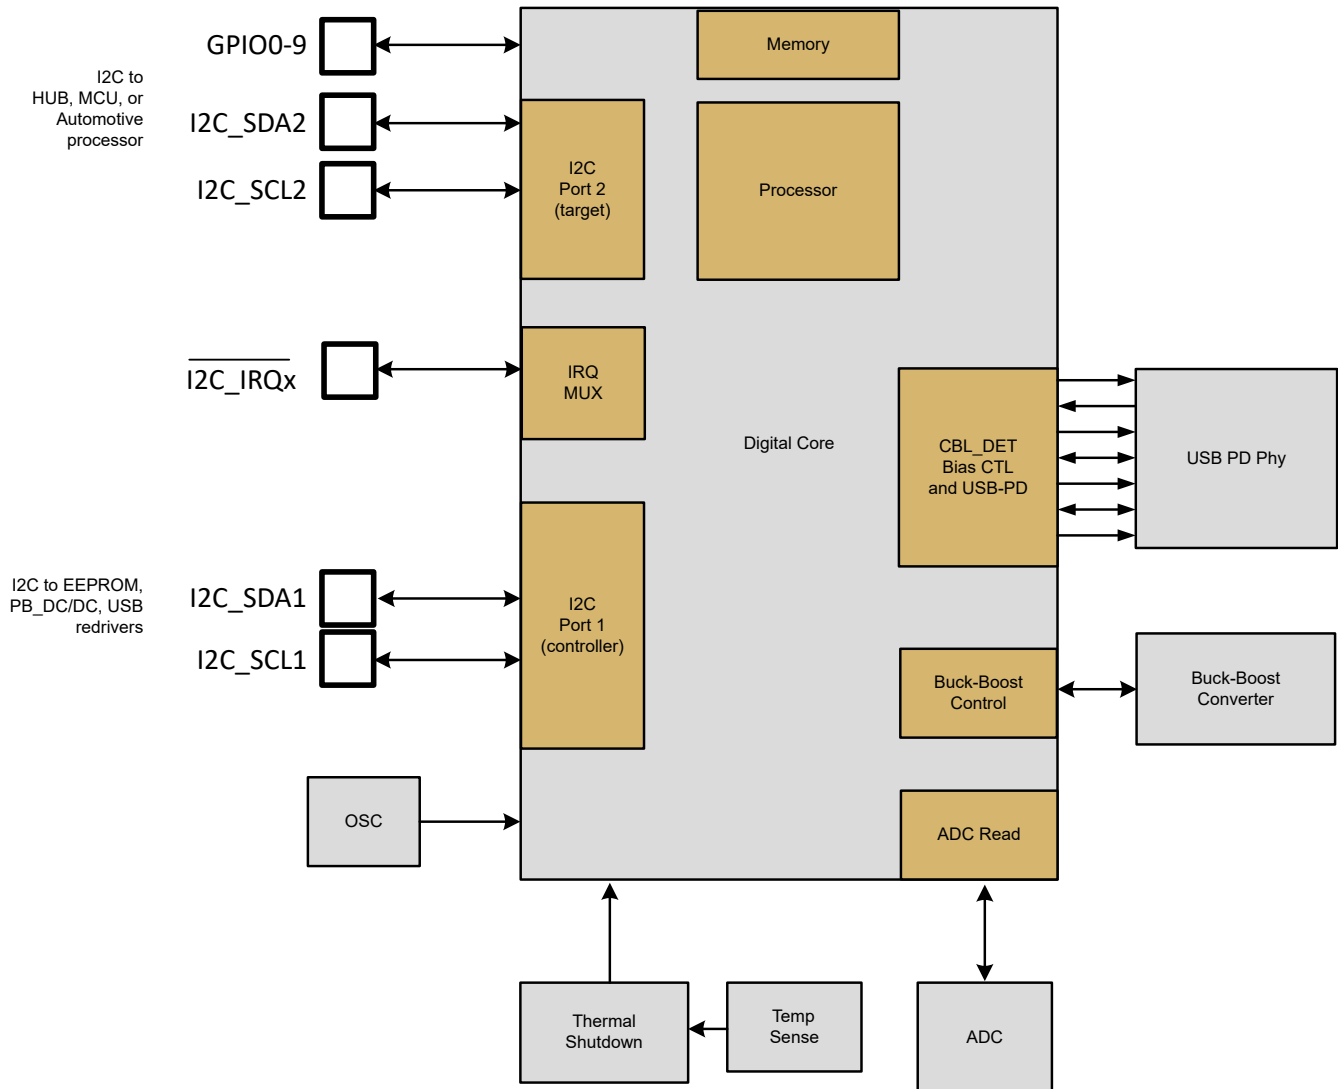 GPIO0-9
I2C to
HUB, MCU, or
Automotive
processor
I2C_SDA2
I2C_SCL2
I2C_IRQx
I2C to EEPROM,
PB_DC/DC, USB
redrivers
I2C_SDA1
I2C_SCL1
OSC
Memory
I2C
Port 2
(target)
Processor
IRQ
MUX
Digital Core
CBL_DET
Bias CTL
and USB-PD
USB PD Phy
I2C
Port 1
(controller)
Buck-Boost
Control
Buck-Boost
Converter
ADC Read
Thermal
Shutdown
Temp
Sense
ADC